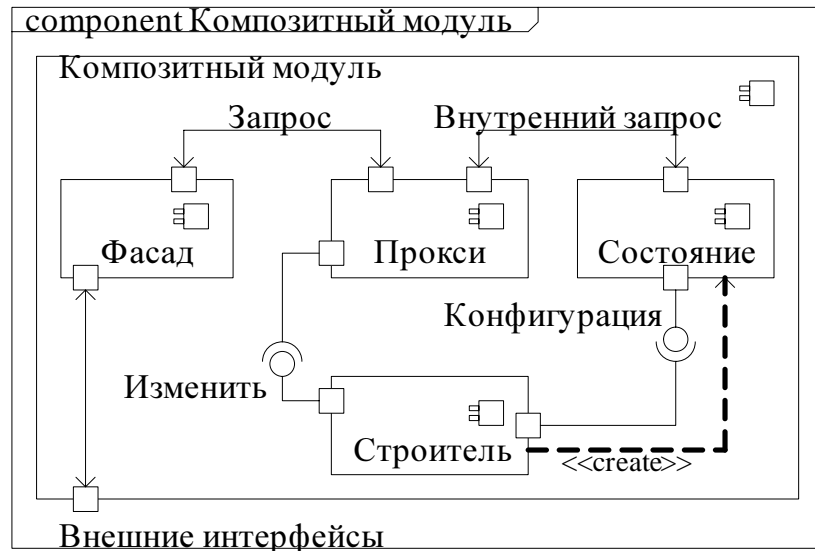 component Композитный модуль
Композитный модуль
Запрос
Внутренний запрос
Фасад
Прокси
Состояние
Конфигурация
Изменить
Строитель
<<create>>
Внешние интерфейсы